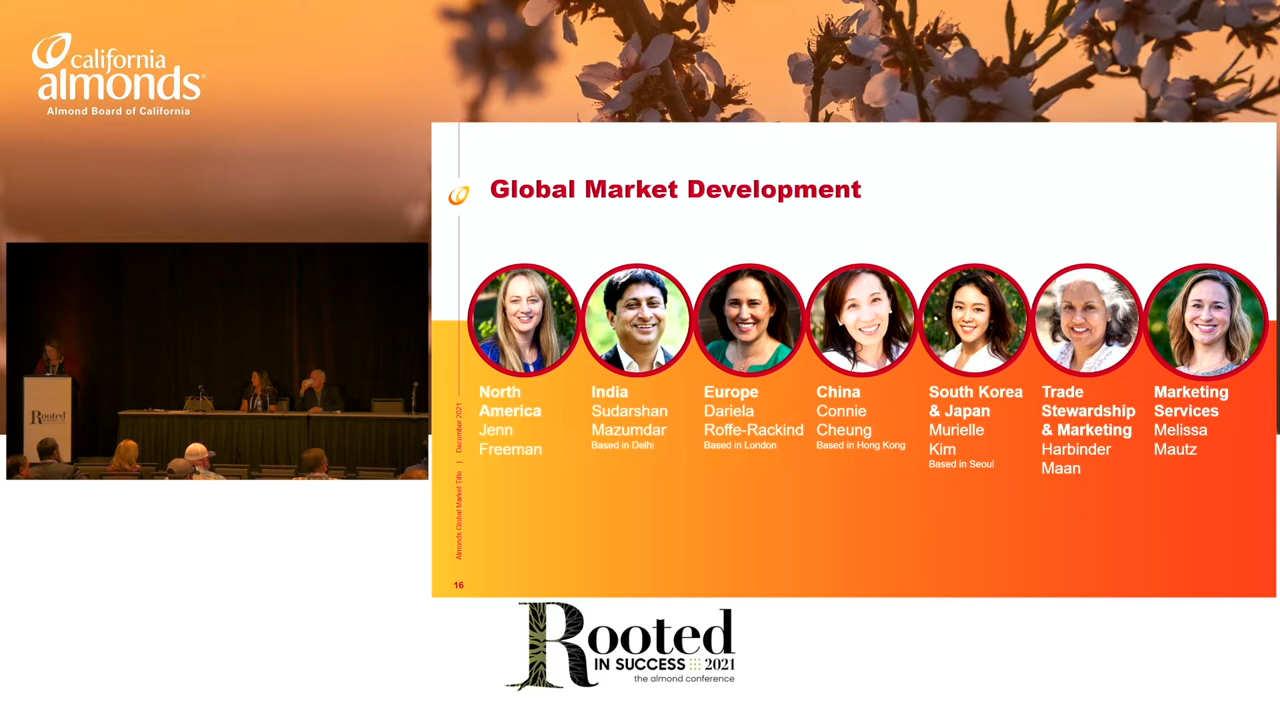 california
almonds
Almond Board of California
Global Market Development
North
America
Jenn
Freeman
India
Sudarshan
Mazumdar
Based in Delhi
Europe
Dariela
Roffe-Rackind
Based in London
China
Connie
Cheung
Based in Hong Kong
South Korea
& Japan
Murielle
Kim
Based in Seoul
Trade
Stewardship
& Marketing
Harbinder
Maan
Marketing
Services
Melissa
Mautz
Almonds Global Market Title | December 2021
16
Rooted
Rooted
IN SUCCESS 2021
the almond conference